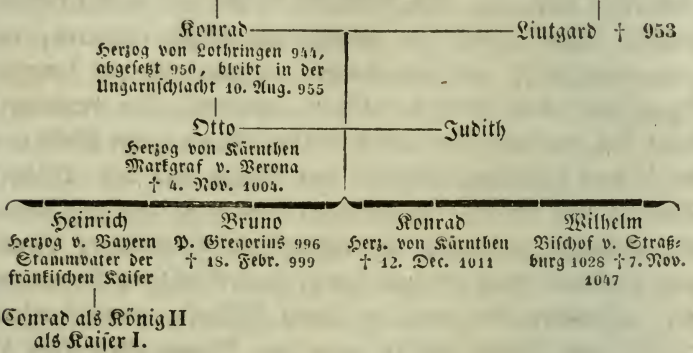 Konrad Liutgard † 953
Herzog von Lothringen 944,
abgesetzt 950, bleibt in der
Ungarnschlacht 10. Aug. 955
Otto Judith
Herzog von Kärnthen
Markgraf v. Verona
† 4. Nov. 1004.
Heinrich Bruno Konrad Wilhelm
Herzog v. Bayern P. Gregorius 996 Herz. von Kärnthen Bischof v. Straß-
Stammvater der † 18. Febr. 999 † 12. Dec. 1011 burg 1028 † 7. Nov.
fränkischen Kaiser 1047
Conrad als König II
als Kaiser I.